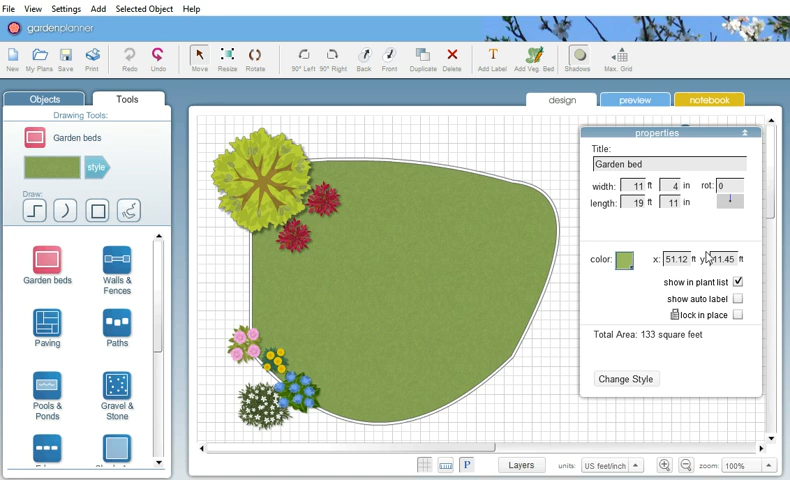 File View Settings Add Selected Object Help
gardenplanner
New My Plans Save Print Redo Undo Move Resize Rotate 90° Left 90° Right Back Front Duplicate Delete Add Label Add Veg. Bed Shadows Max. Grid
Objects Tools
design preview notebook
Drawing Tools:
Garden beds
style
Draw:
Garden beds
Walls & Fences
Paving
Paths
Pools & Ponds
Gravel & Stone
properties
Title:
Garden bed
width: 11 ft 4 in rot: 0
length: 19 ft 11 in
color: x: 51.12 ft y: 11.45 ft
show in plant list
show auto label
lock in place
Total Area: 133 square feet
Change Style
P Layers units: US feet/inch zoom: 100%